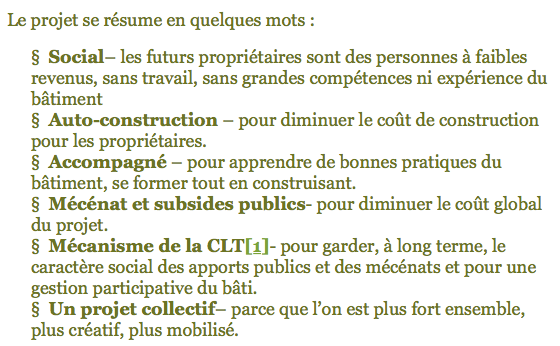 Le projet se résume en quelques mots :
§ Social– les futurs propriétaires sont des personnes à faibles
revenus, sans travail, sans grandes compétences ni expérience du
bâtiment
§ Auto-construction – pour diminuer le coût de construction
pour les propriétaires.
§ Accompagné – pour apprendre de bonnes pratiques du
bâtiment, se former tout en construisant.
§ Mécénat et subsides publics- pour diminuer le coût global
du projet.
§ Mécanisme de la CLT[1]- pour garder, à long terme, le
caractère social des apports publics et des mécénats et pour une
gestion participative du bâti.
§ Un projet collectif– parce que l’on est plus fort ensemble,
plus créatif, plus mobilisé.